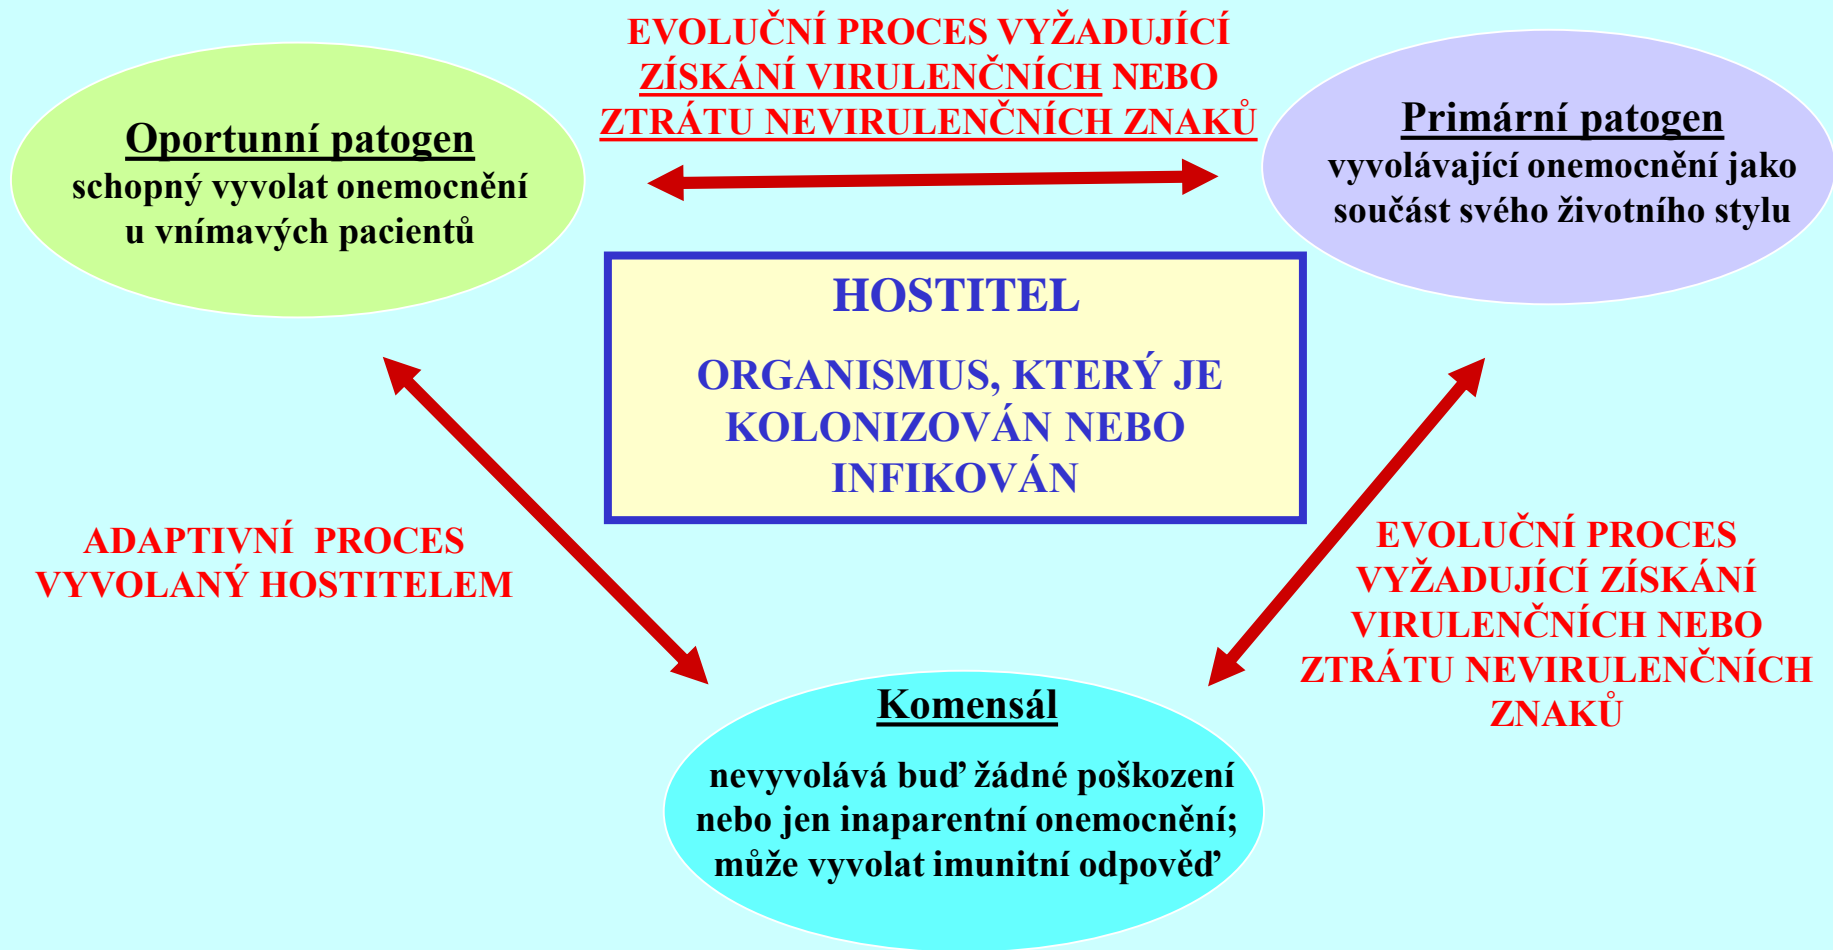 EVOLUČNÍ PROCES VYŽADUJÍCÍ
ZÍSKÁNÍ VIRULENČNÍCH NEBO
ZTRÁTU NEVIRULENČNÍCH ZNAKŮ
Oportunní patogen
schopný vyvolat onemocnění
u vnímavých pacientů
Primární patogen
vyvolávající onemocnění jako
součást svého životního stylu
HOSTITEL
ORGANISMUS, KTERÝ JE
KOLONIZOVÁN NEBO
INFIKOVÁN
ADAPTIVNÍ PROCES
VYVOLANÝ HOSTITELEM
EVOLUČNÍ PROCES
VYŽADUJÍCÍ ZÍSKÁNÍ
VIRULENČNÍCH NEBO
ZTRÁTU NEVIRULENČNÍCH
ZNAKŮ
Komensál
nevyvolává buď žádné poškození
nebo jen inaparentní onemocnění;
může vyvolat imunitní odpověď